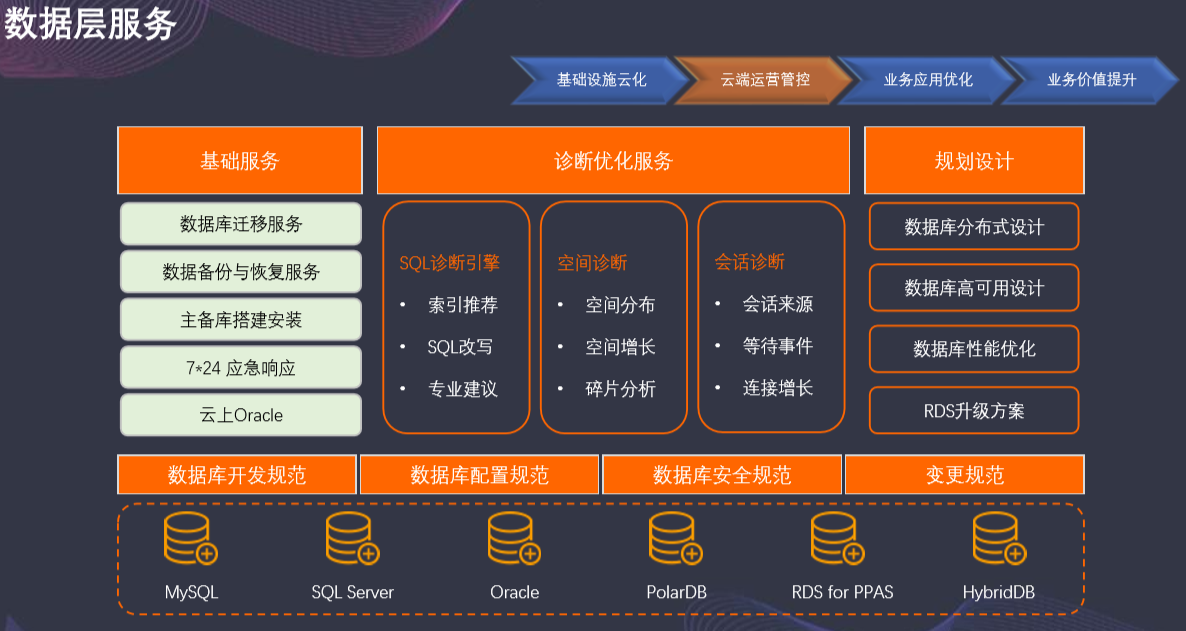 数据层服务
基础设施云化
云端运营管控
业务应用优化
业务价值提升
基础服务
数据库迁移服务
数据备份与恢复服务
主备库搭建安装
7*24 应急响应
云上Oracle
诊断优化服务
SQL诊断引擎
• 索引推荐
• SQL改写
• 专业建议
空间诊断
• 空间分布
• 空间增长
• 碎片分析
会话诊断
• 会话来源
• 等待事件
• 连接增长
规划设计
数据库分布式设计
数据库高可用设计
数据库性能优化
RDS升级方案
数据库开发规范
数据库配置规范
数据库安全规范
变更规范
MySQL
SQL Server
Oracle
PolarDB
RDS for PPAS
HybridDB